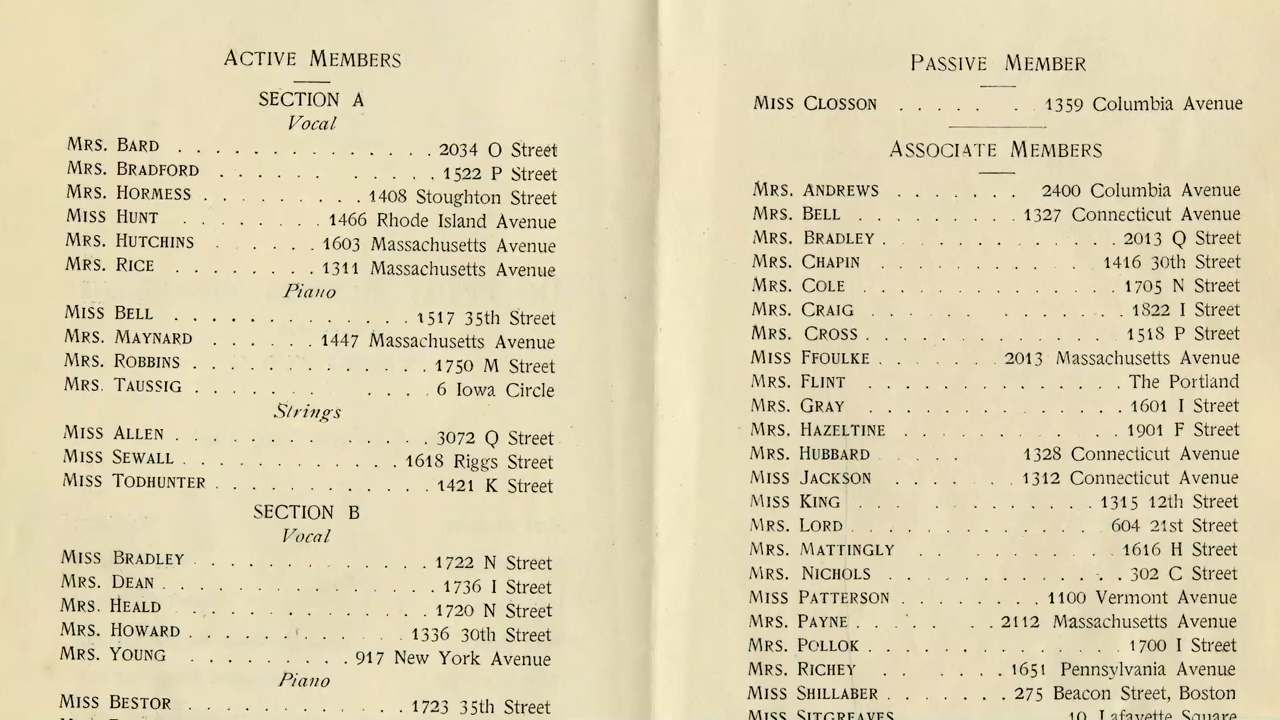 ACTIVE MEMBERS
SECTION A
Vocal
MRS. BARD . . . . . . . . . . . . . . 2034 O Street
MRS. BRADFORD . . . . . . . . . . . 1522 P Street
MRS. HORMESS . . . . . . . . . 1408 Stoughton Street
MISS HUNT . . . . . . . 1466 Rhode Island Avenue
MRS. HUTCHINS . . . . . . 1603 Massachusetts Avenue
MRS. RICE . . . . . . . . 1311 Massachusetts Avenue
Piano
MISS BELL . . . . . . . . . . . . . 1517 35th Street
MRS. MAYNARD . . . . . . 1447 Massachusetts Avenue
MRS. ROBBINS . . . . . . . . . . . . . 1750 M Street
MRS. TAUSSIG . . . . . . . . . . . . 6 Iowa Circle
Strings
MISS ALLEN . . . . . . . . . . . . . . 3072 Q Street
MISS SEWALL . . . . . . . . . . . . 1618 Riggs Street
MISS TODHUNTER . . . . . . . . . . . . 1421 K Street
SECTION B
Vocal
MISS BRADLEY . . . . . . . . . . . . . 1722 N Street
MRS. DEAN . . . . . . . . . . . . . . . 1736 I Street
MRS. HEALD . . . . . . . . . . . . . . 1720 N Street
MRS. HOWARD . . . . . . . . . . . . 1336 30th Street
MRS. YOUNG . . . . . . . . . 917 New York Avenue
Piano
MISS BESTOR . . . . . . . . . . . . 1723 35th Street
PASSIVE MEMBER
MISS CLOSSON . . . . . . 1359 Columbia Avenue
ASSOCIATE MEMBERS
MRS. ANDREWS . . . . . . . 2400 Columbia Avenue
MRS. BELL . . . . . . . . . 1327 Connecticut Avenue
MRS. BRADLEY . . . . . . . . . . . . . 2013 Q Street
MRS. CHAPIN . . . . . . . . . . . . 1416 30th Street
MRS. COLE . . . . . . . . . . . . . . 1705 N Street
MRS. CRAIG . . . . . . . . . . . . . . 1822 I Street
MRS. CROSS . . . . . . . . . . . . . . 1518 P Street
MISS FFOULKE . . . . . . . 2013 Massachusetts Avenue
MRS. FLINT . . . . . . . . . . . . . . The Portland
MRS. GRAY . . . . . . . . . . . . . . 1601 I Street
MRS. HAZELTINE . . . . . . . . . . . . 1901 F Street
MRS. HUBBARD . . . . . 1328 Connecticut Avenue
MISS JACKSON . . . . . . . 1312 Connecticut Avenue
MISS KING . . . . . . . . . . . . . 1315 12th Street
MRS. LORD . . . . . . . . . . . . . . 604 21st Street
MRS. MATTINGLY . . . . . . . . . . . 1616 H Street
MRS. NICHOLS . . . . . . . . . . . . . 302 C Street
MISS PATTERSON . . . . . . . . 1100 Vermont Avenue
MRS. PAYNE . . . . . . 2112 Massachusetts Avenue
MRS. POLLOK . . . . . . . . . . . . . . 1700 I Street
MRS. RICHEY . . . . . . . . 1651 Pennsylvania Avenue
MISS SHILLABER . . . . . . . . 275 Beacon Street, Boston
MISS SITGREAVES . . . . . . . . 10 Lafayette Square